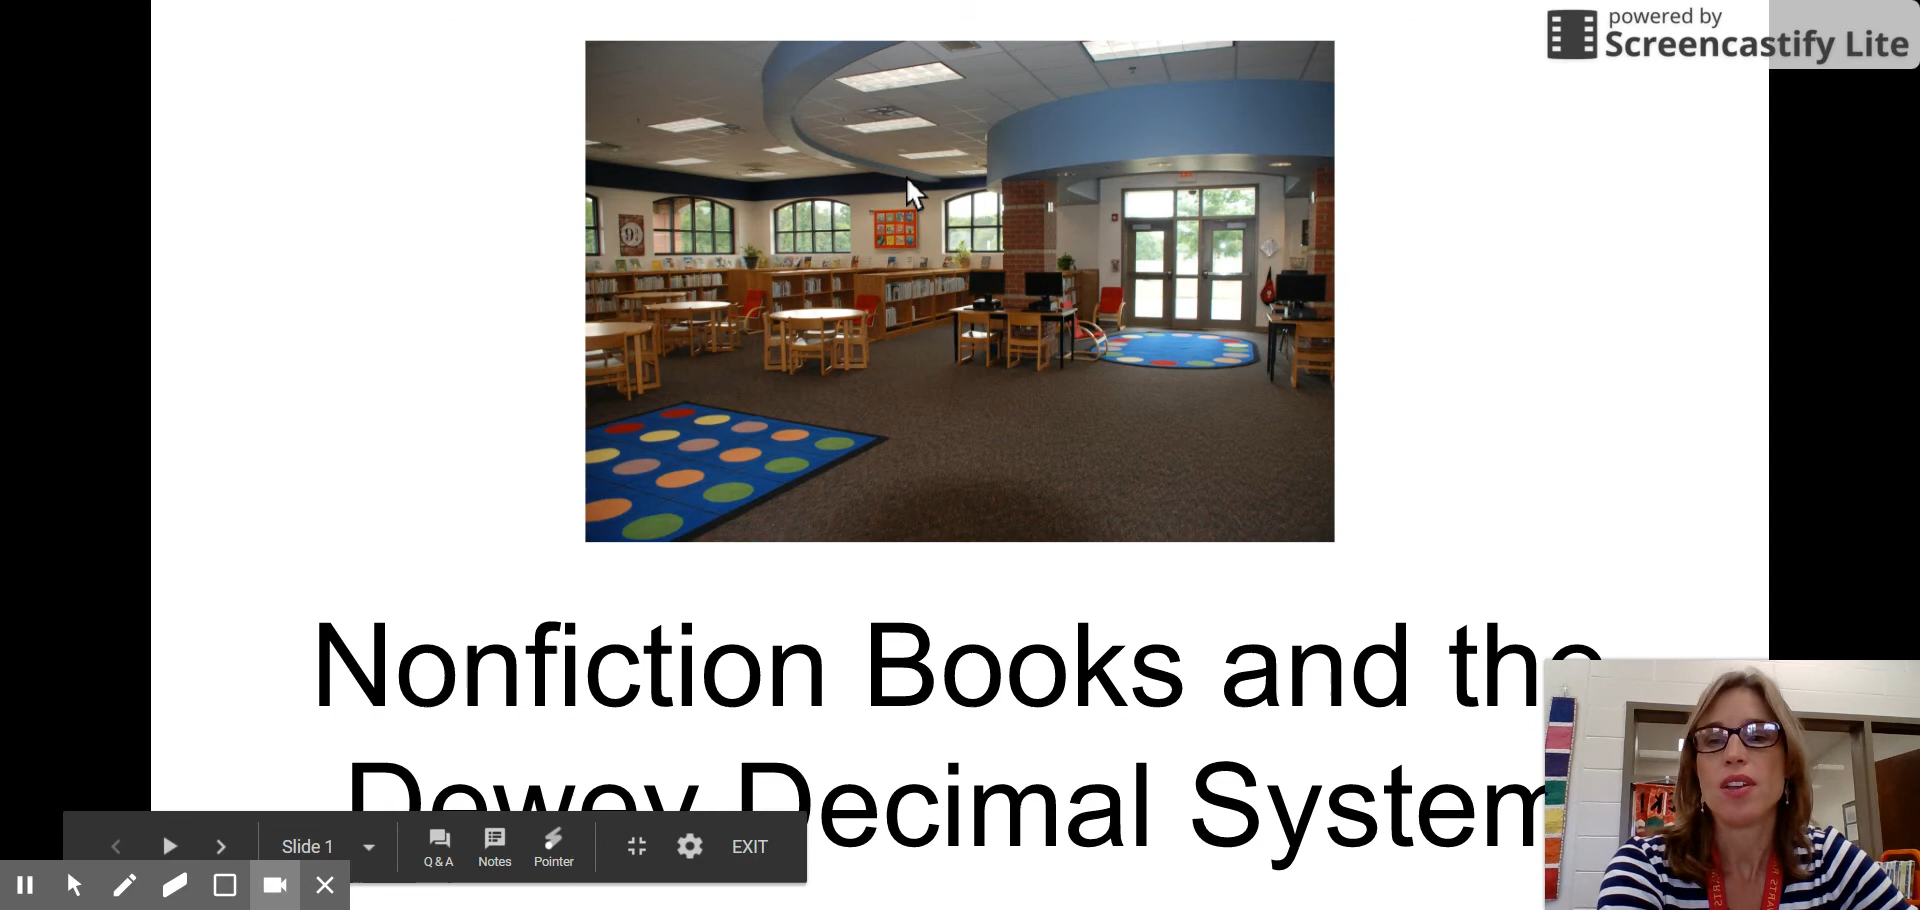 powered by
Screencastify Lite
Nonfiction Books and the
Dewey Decimal System
Slide 1
Q & A
Notes
Pointer
EXIT